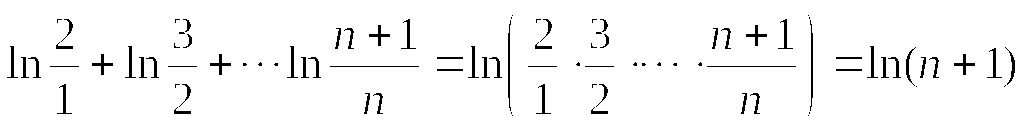 ln 2/1 + ln 3/2 + ⋯ ln (n + 1)/n = ln( 2/1 · 3/2 · ⋯ · (n + 1)/n ) = ln(n + 1)